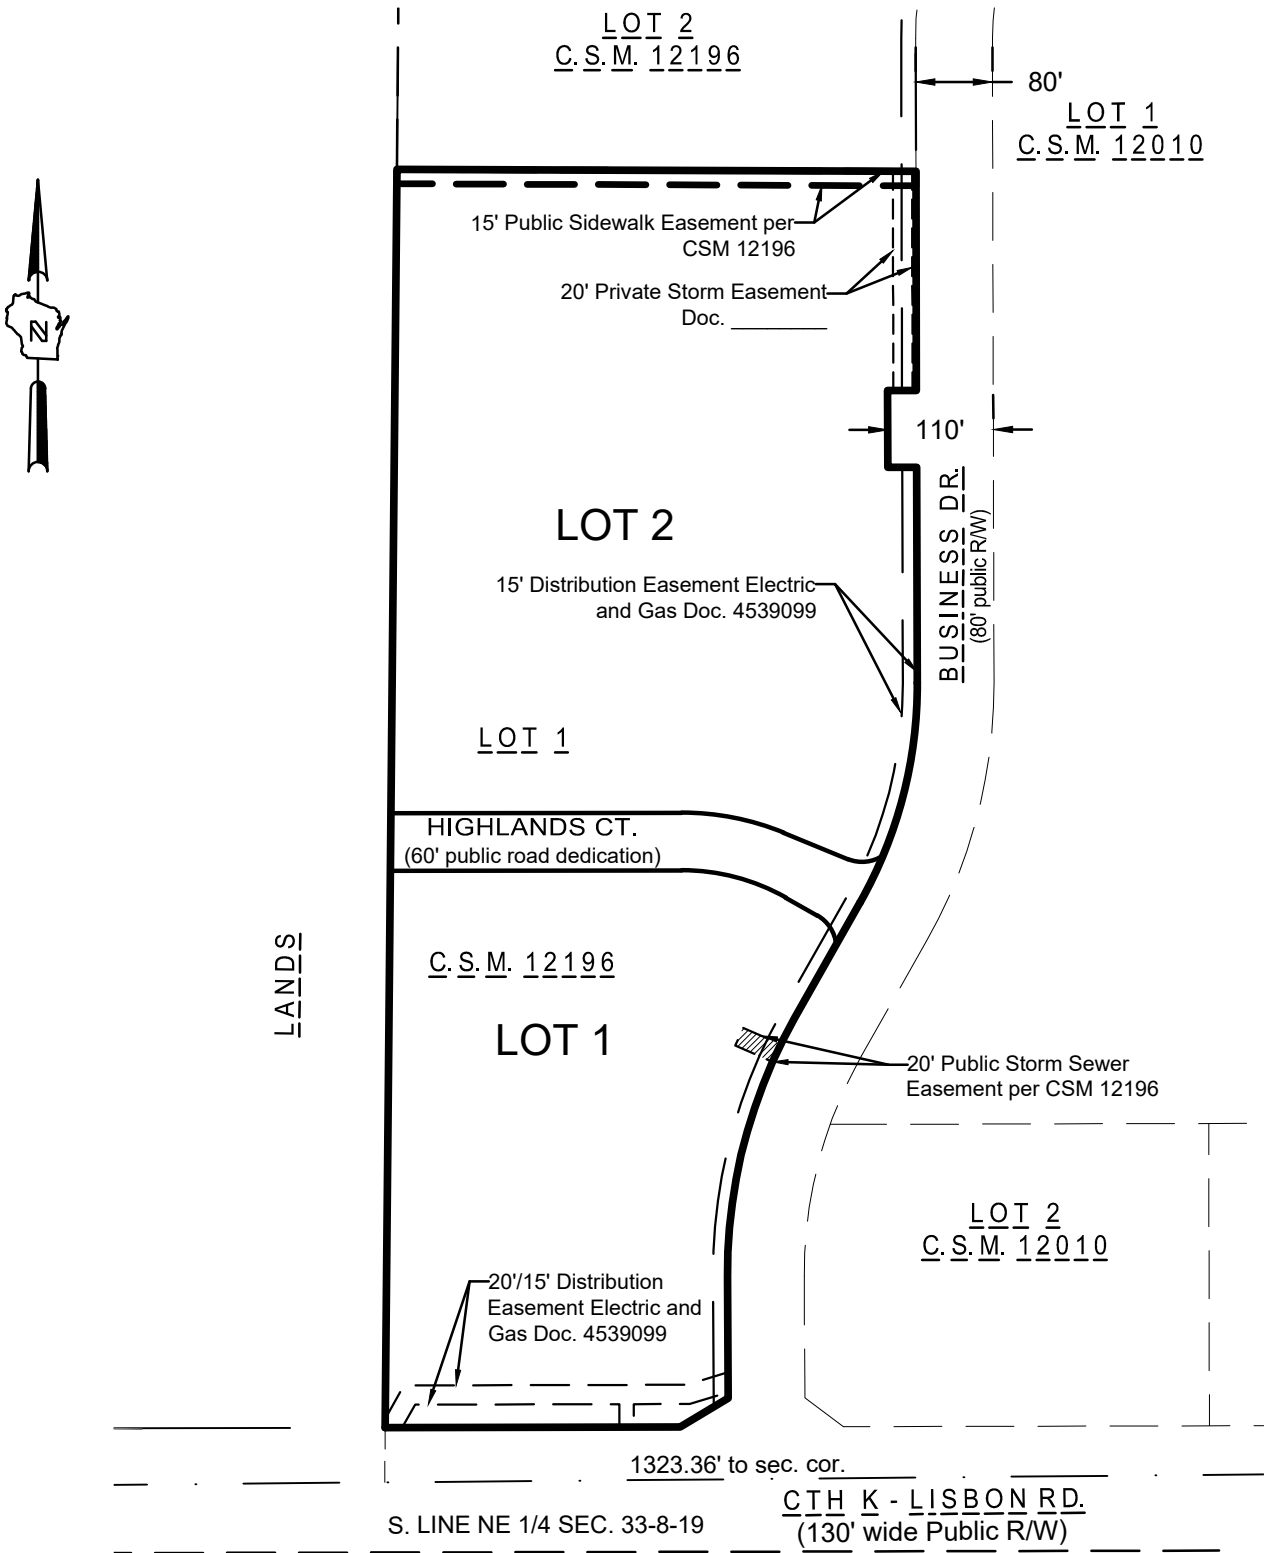 LOT 2
C.S.M. 12196
80'
LOT 1
C.S.M. 12010
15' Public Sidewalk Easement per
CSM 12196
20' Private Storm Easement
Doc. ________
N
110'
BUSINESS DR.
(80' public R/W)
LOT 2
15' Distribution Easement Electric
and Gas Doc. 4539099
LOT 1
HIGHLANDS CT.
(60' public road dedication)
LANDS
C.S.M. 12196
LOT 1
20' Public Storm Sewer
Easement per CSM 12196
LOT 2
C.S.M. 12010
20'/15' Distribution
Easement Electric and
Gas Doc. 4539099
1323.36' to sec. cor.
CTH K - LISBON RD.
(130' wide Public R/W)
S. LINE NE 1/4 SEC. 33-8-19